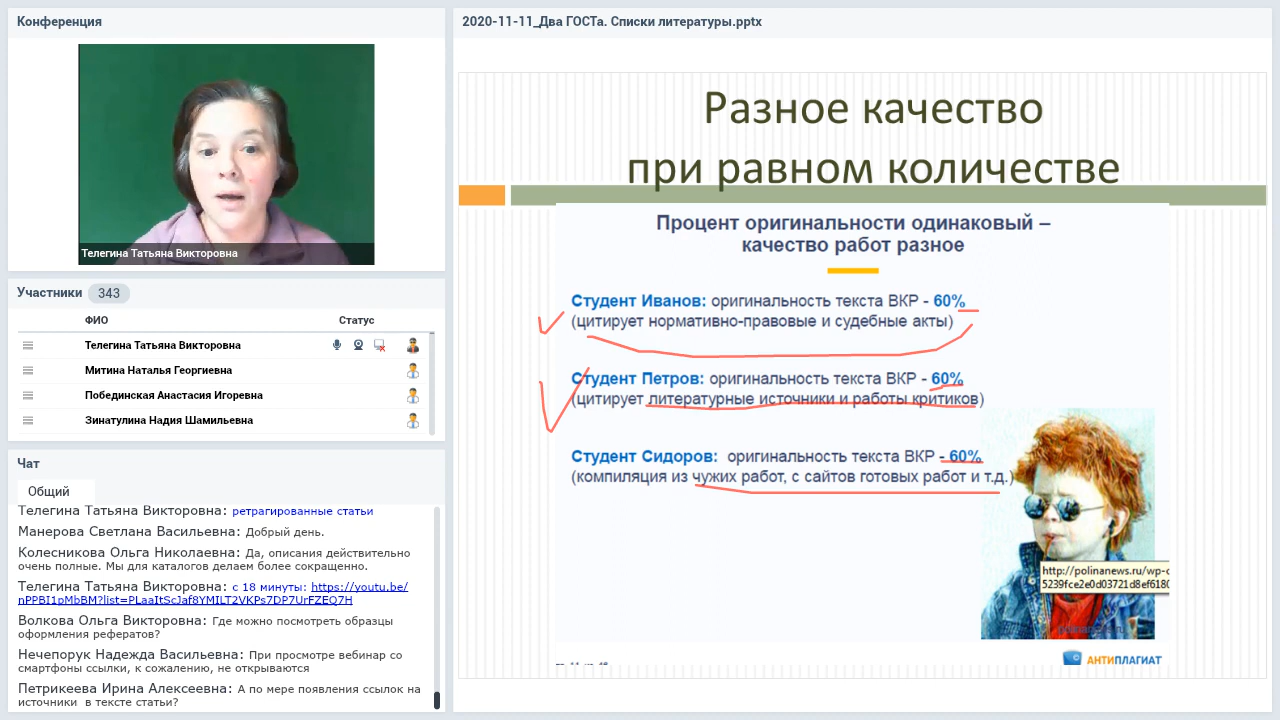 Конференция
Телегина Татьяна Викторовна
Участники 343
ФИО Статус
Телегина Татьяна Викторовна
Митина Наталья Георгиевна
Побединская Анастасия Игоревна
Зинатулина Надия Шамильевна
Чат
Общий
Телегина Татьяна Викторовна: ретрагированные статьи
Манерова Светлана Васильевна: Добрый день.
Колесникова Ольга Николаевна: Да, описания действительно
очень полные. Мы для каталогов делаем более сокращенно.
Телегина Татьяна Викторовна: с 18 минуты: https://youtu.be/
nPPBI1pMbBM?list=PLaaItScJaf8YMILT2VKPs7DP7UrFZEQ7H
Волкова Ольга Викторовна: Где можно посмотреть образцы
оформления рефератов?
Нечепорук Надежда Васильевна: При просмотре вебинар со
смартфоны ссылки, к сожалению, не открываются
Петрикеева Ирина Алексеевна: А по мере появления ссылок на
источники в тексте статьи?
2020-11-11_Два ГОСТа. Списки литературы.pptx
Разное качество
при равном количестве
Процент оригинальности одинаковый –
качество работ разное
Студент Иванов: оригинальность текста ВКР - 60%
(цитирует нормативно-правовые и судебные акты)
Студент Петров: оригинальность текста ВКР - 60%
(цитирует литературные источники и работы критиков)
Студент Сидоров: оригинальность текста ВКР - 60%
(компиляция из чужих работ, с сайтов готовых работ и т.д.)
http://polinanews.ru/wp-c
5239fce2e0d03721d8ef6180
polinanews.ru
АНТИПЛАГИАТ